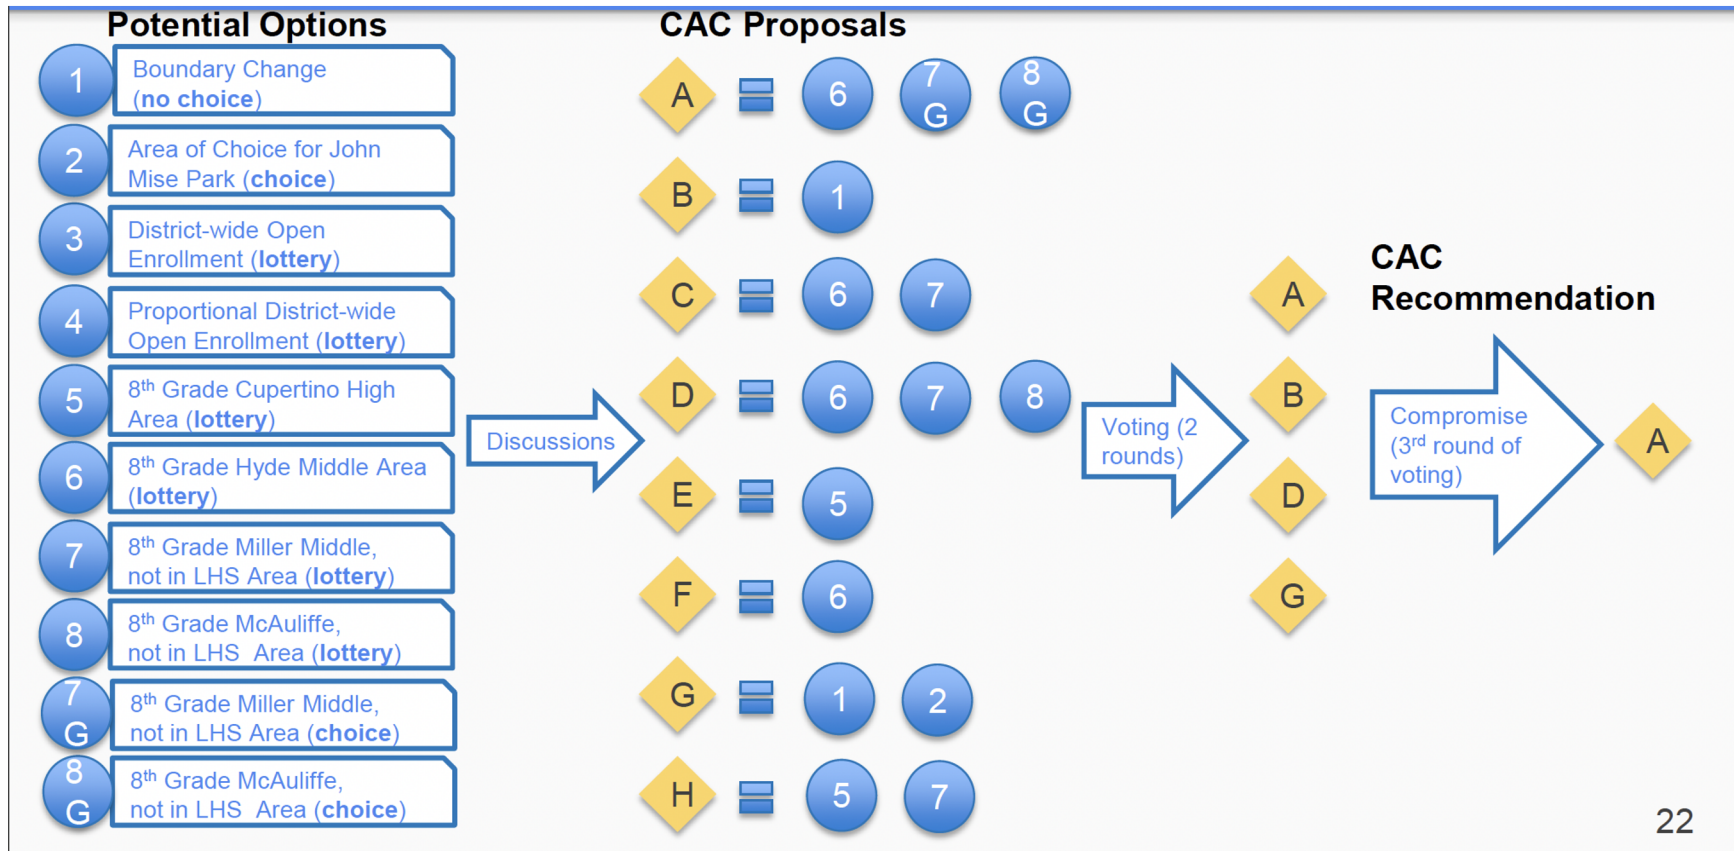 Potential Options
1
Boundary Change
(no choice)
2
Area of Choice for John
Mise Park (choice)
3
District-wide Open
Enrollment (lottery)
4
Proportional District-wide
Open Enrollment (lottery)
5
8th Grade Cupertino High
Area (lottery)
6
8th Grade Hyde Middle Area
(lottery)
7
8th Grade Miller Middle,
not in LHS Area (lottery)
8
8th Grade McAuliffe,
not in LHS Area (lottery)
7
G
8th Grade Miller Middle,
not in LHS Area (choice)
8
G
8th Grade McAuliffe,
not in LHS Area (choice)
Discussions
CAC Proposals
A 6 7 8
G G
B 1
C 6 7
D 6 7 8
E 5
F 6
G 1 2
H 5 7
Voting (2
rounds)
A
B
D
G
CAC
Recommendation
Compromise
(3rd round of
voting)
A
22